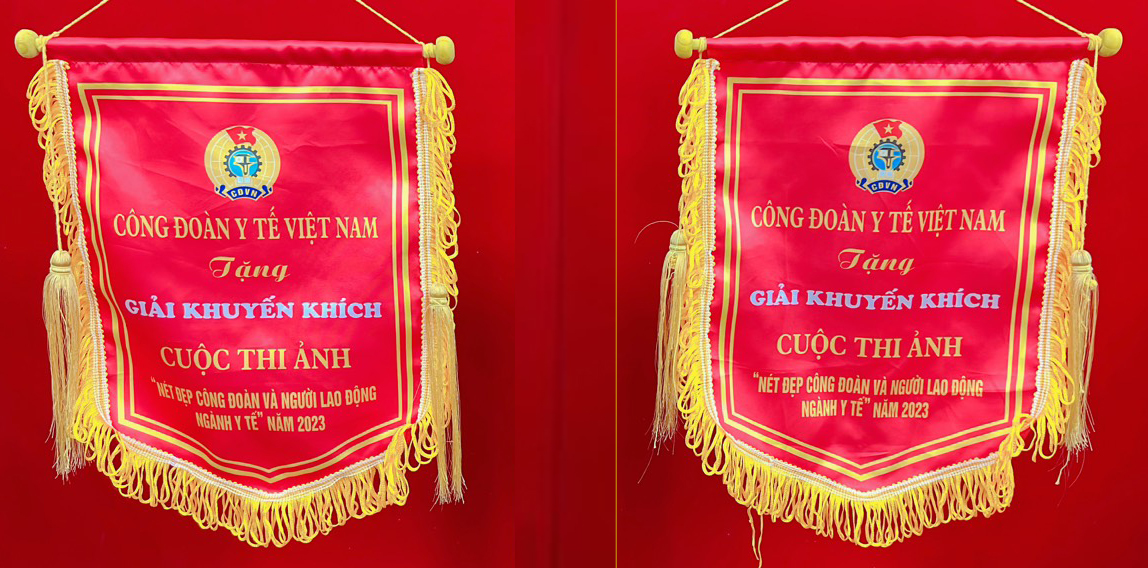 CĐVN
CÔNG ĐOÀN Y TẾ VIỆT NAM
Tặng
GIẢI KHUYẾN KHÍCH
CUỘC THI ẢNH
"NÉT ĐẸP CÔNG ĐOÀN VÀ NGƯỜI LAO ĐỘNG
NGÀNH Y TẾ" NĂM 2023
CĐVN
CÔNG ĐOÀN Y TẾ VIỆT NAM
Tặng
GIẢI KHUYẾN KHÍCH
CUỘC THI ẢNH
"NÉT ĐẸP CÔNG ĐOÀN VÀ NGƯỜI LAO ĐỘNG
NGÀNH Y TẾ" NĂM 2023